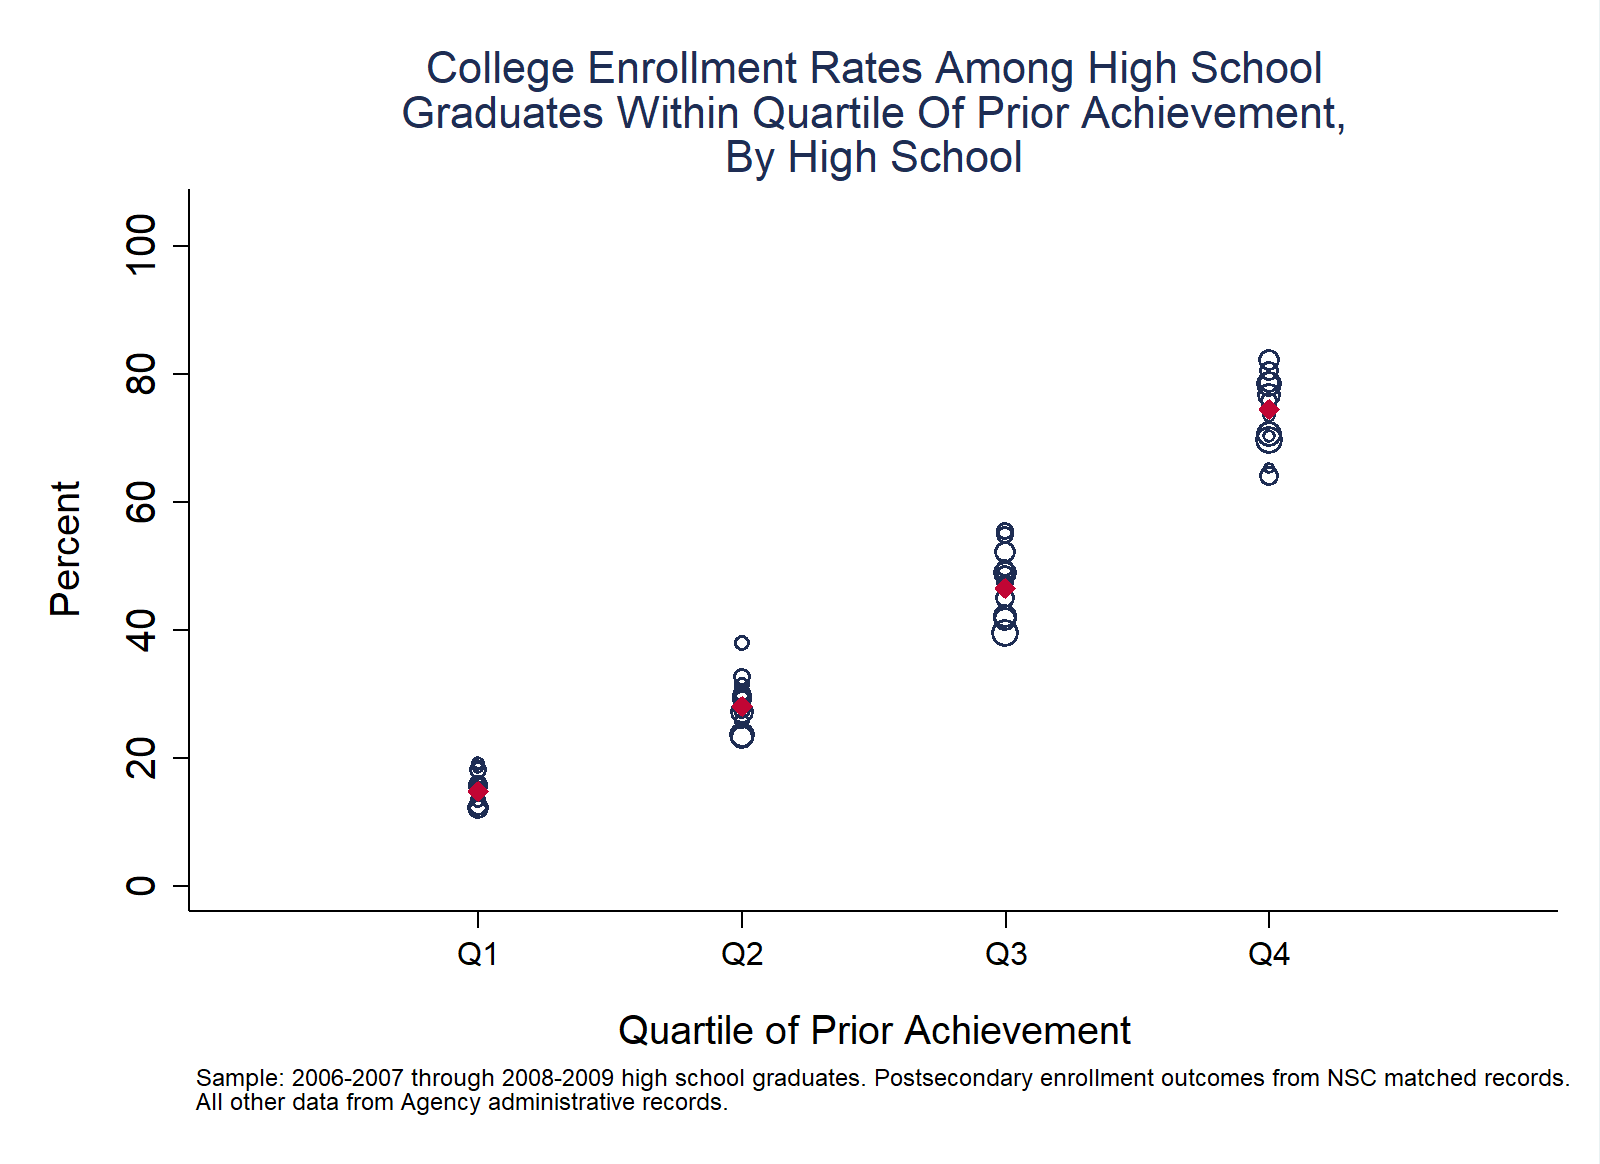 College Enrollment Rates Among High School
Graduates Within Quartile Of Prior Achievement,
By High School
Percent
100
80
60
40
20
0
Q1 Q2 Q3 Q4
Quartile of Prior Achievement
Sample: 2006-2007 through 2008-2009 high school graduates. Postsecondary enrollment outcomes from NSC matched records.
All other data from Agency administrative records.